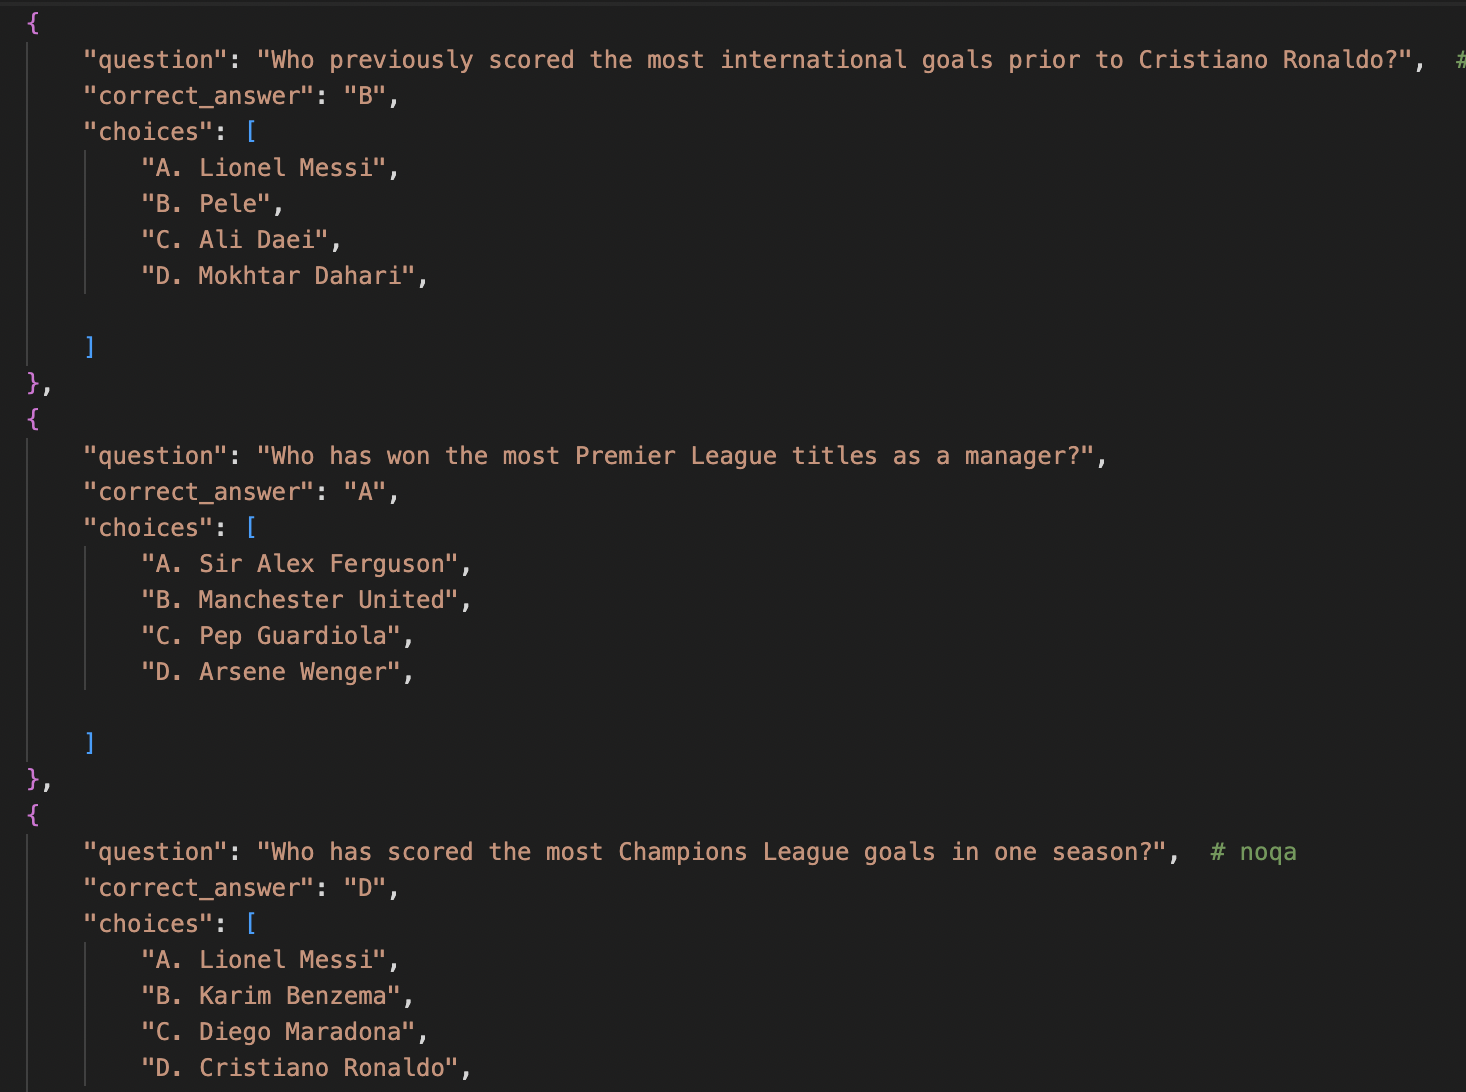 {
"question": "Who previously scored the most international goals prior to Cristiano Ronaldo?", #
"correct_answer": "B",
"choices": [
"A. Lionel Messi",
"B. Pele",
"C. Ali Daei",
"D. Mokhtar Dahari",
]
},
{
"question": "Who has won the most Premier League titles as a manager?",
"correct_answer": "A",
"choices": [
"A. Sir Alex Ferguson",
"B. Manchester United",
"C. Pep Guardiola",
"D. Arsene Wenger",
]
},
{
"question": "Who has scored the most Champions League goals in one season?", # noqa
"correct_answer": "D",
"choices": [
"A. Lionel Messi",
"B. Karim Benzema",
"C. Diego Maradona",
"D. Cristiano Ronaldo",